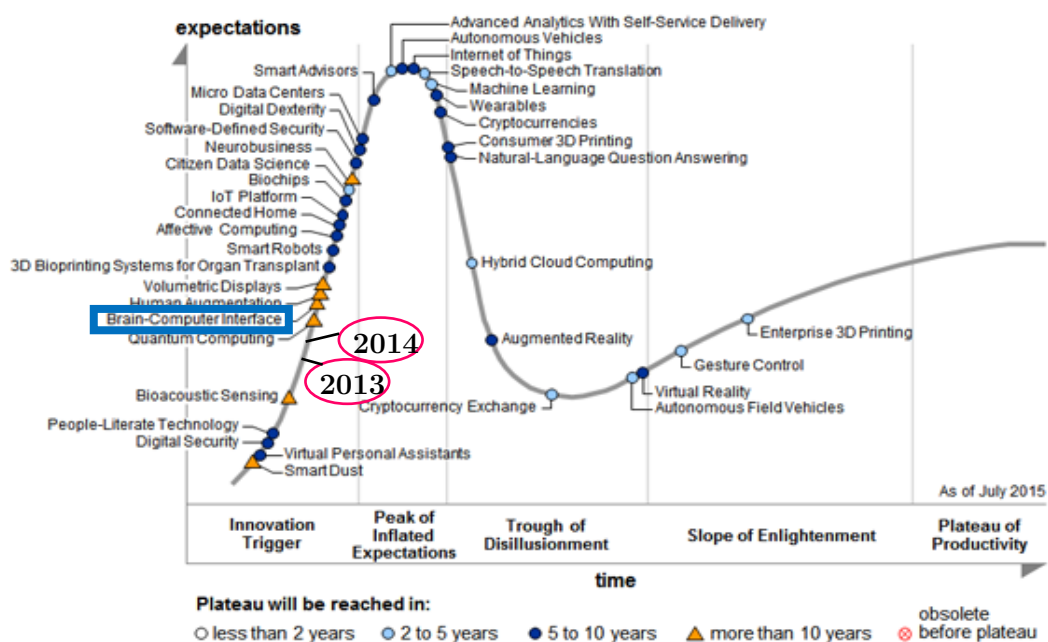 expectations
Advanced Analytics With Self-Service Delivery
Autonomous Vehicles
Internet of Things
Speech-to-Speech Translation
Machine Learning
Wearables
Cryptocurrencies
Consumer 3D Printing
Natural-Language Question Answering
Smart Advisors
Micro Data Centers
Digital Dexterity
Software-Defined Security
Neurobusiness
Citizen Data Science
Biochips
IoT Platform
Connected Home
Affective Computing
Smart Robots
3D Bioprinting Systems for Organ Transplant
Volumetric Displays
Human Augmentation
Brain-Computer Interface
Quantum Computing
2014
2013
Bioacoustic Sensing
People-Literate Technology
Digital Security
Virtual Personal Assistants
Smart Dust
Hybrid Cloud Computing
Augmented Reality
Cryptocurrency Exchange
Enterprise 3D Printing
Gesture Control
Virtual Reality
Autonomous Field Vehicles
As of July 2015
Innovation
Trigger
Peak of
Inflated
Expectations
Trough of
Disillusionment
Slope of Enlightenment
Plateau of
Productivity
time
Plateau will be reached in:
less than 2 years
2 to 5 years
5 to 10 years
more than 10 years
obsolete
before plateau